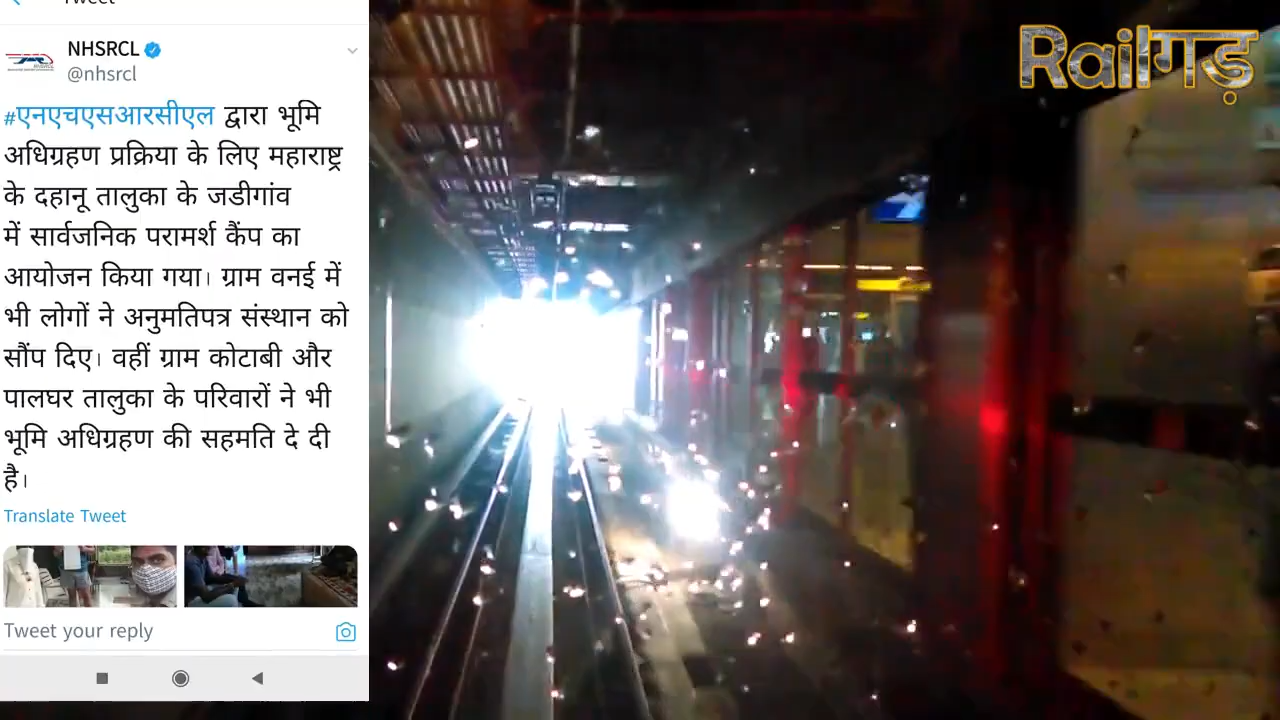 Tweet
NHSRCL
@nhsrcl
#एनएचएसआरसीएल द्वारा भूमि
अधिग्रहण प्रक्रिया के लिए महाराष्ट्र
के दहानू तालुका के जडीगांव
में सार्वजनिक परामर्श कैंप का
आयोजन किया गया। ग्राम वनई में
भी लोगों ने अनुमतिपत्र संस्थान को
सौंप दिए। वहीं ग्राम कोटाबी और
पालघर तालुका के परिवारों ने भी
भूमि अधिग्रहण की सहमति दे दी
है।
Translate Tweet
Tweet your reply
Railगड़